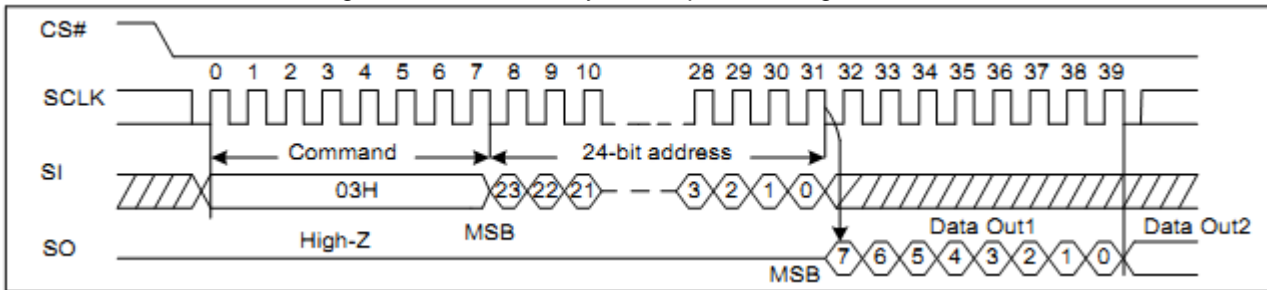 CS#
0 1 2 3 4 5 6 7 8 9 10 28 29 30 31 32 33 34 35 36 37 38 39
SCLK
Command 24-bit address
SI
03H 23 22 21 3 2 1 0
High-Z MSB Data Out1 Data Out2
SO
MSB 7 6 5 4 3 2 1 0